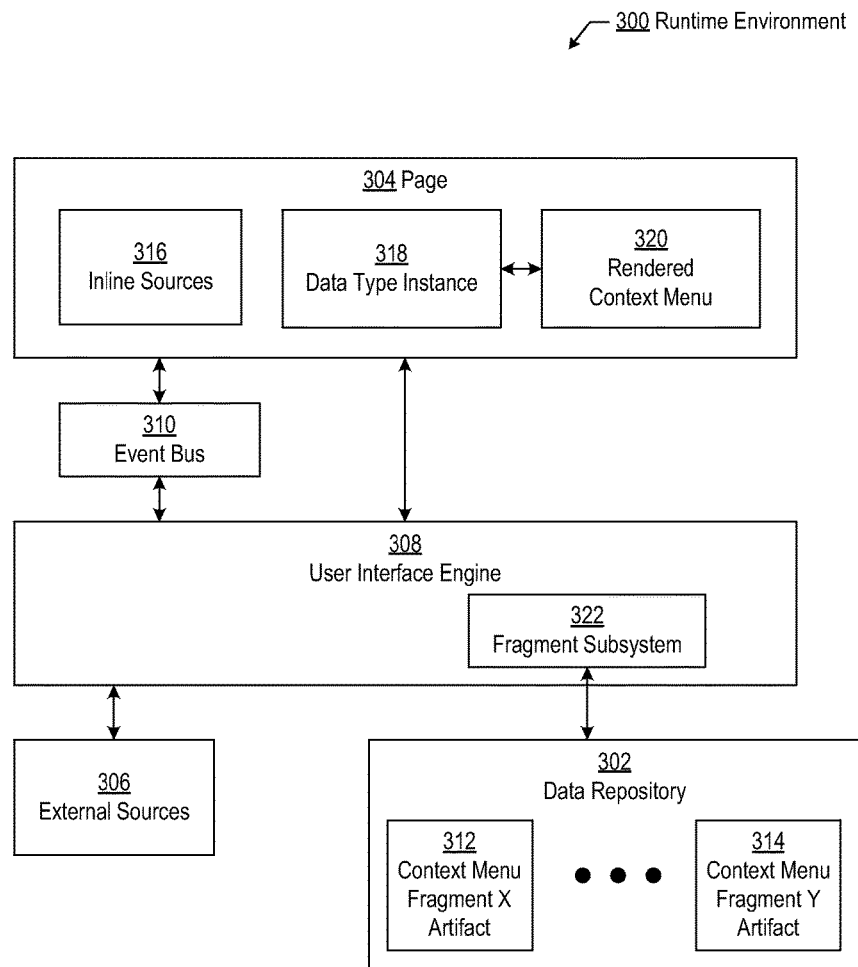 300 Runtime Environment
304 Page
316
Inline Sources
318
Data Type Instance
320
Rendered
Context Menu
310
Event Bus
308
User Interface Engine
322
Fragment Subsystem
306
External Sources
302
Data Repository
312
Context Menu
Fragment X
Artifact
314
Context Menu
Fragment Y
Artifact